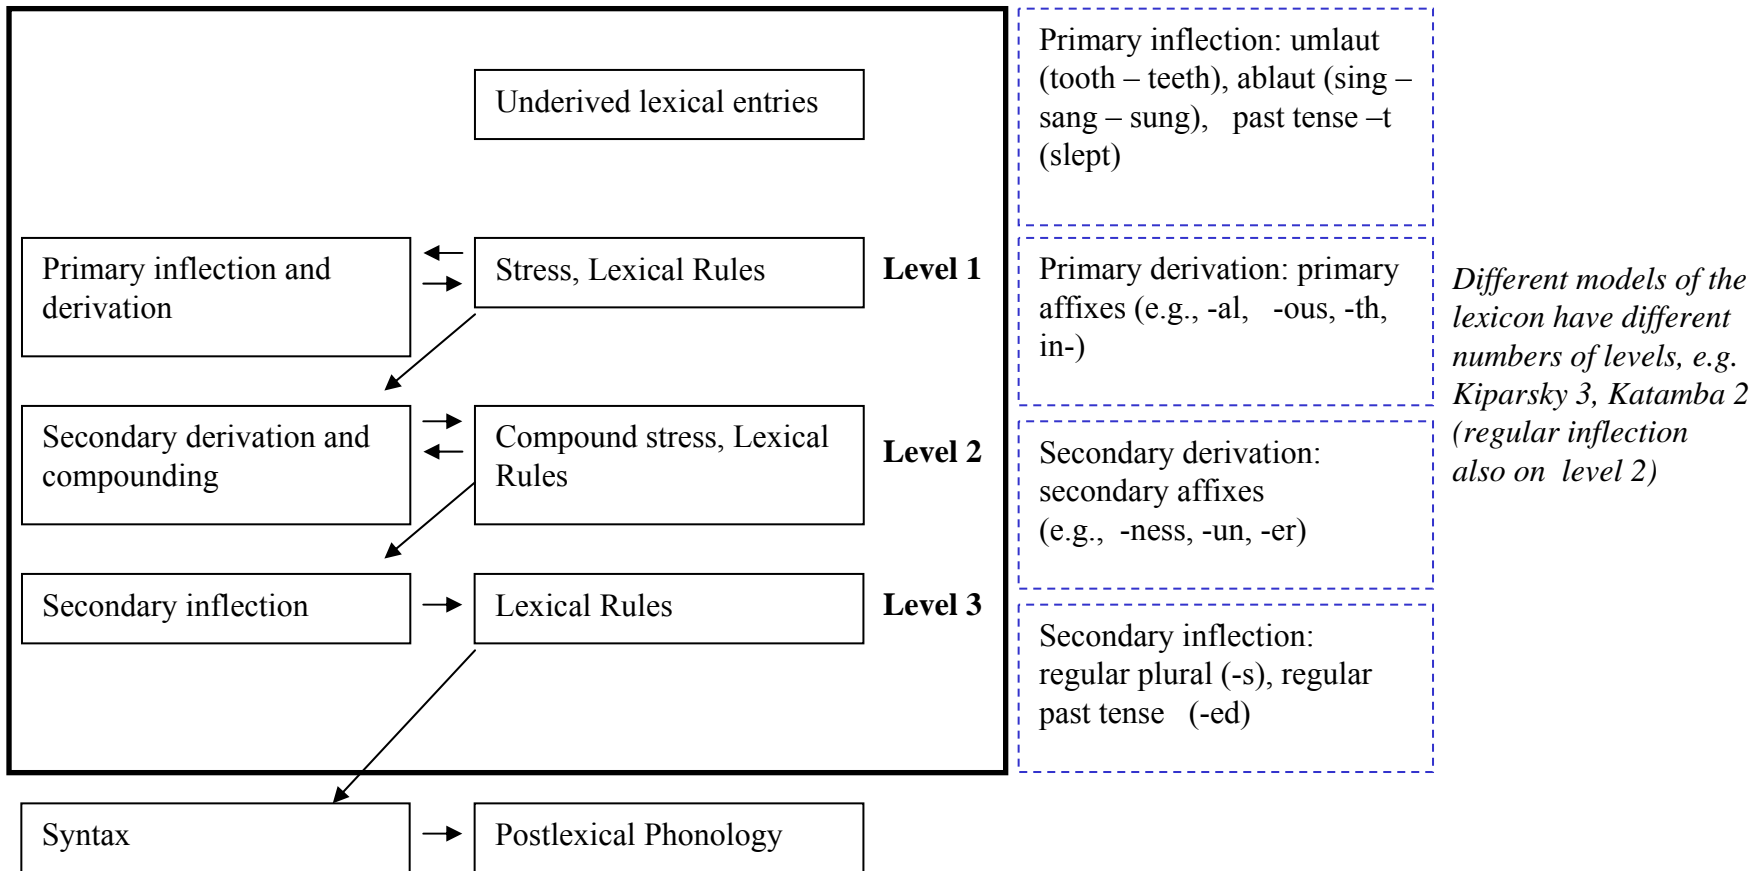 Underived lexical entries
Primary inflection and
derivation
Stress, Lexical Rules
Level 1
Secondary derivation and
compounding
Compound stress, Lexical
Rules
Level 2
Secondary inflection
Lexical Rules
Level 3
Syntax
Postlexical Phonology
Primary inflection: umlaut
(tooth – teeth), ablaut (sing –
sang – sung), past tense –t
(slept)
Primary derivation: primary
affixes (e.g., -al, -ous, -th,
in-)
Secondary derivation:
secondary affixes
(e.g., -ness, -un, -er)
Secondary inflection:
regular plural (-s), regular
past tense (-ed)
Different models of the
lexicon have different
numbers of levels, e.g.
Kiparsky 3, Katamba 2
(regular inflection
also on level 2)